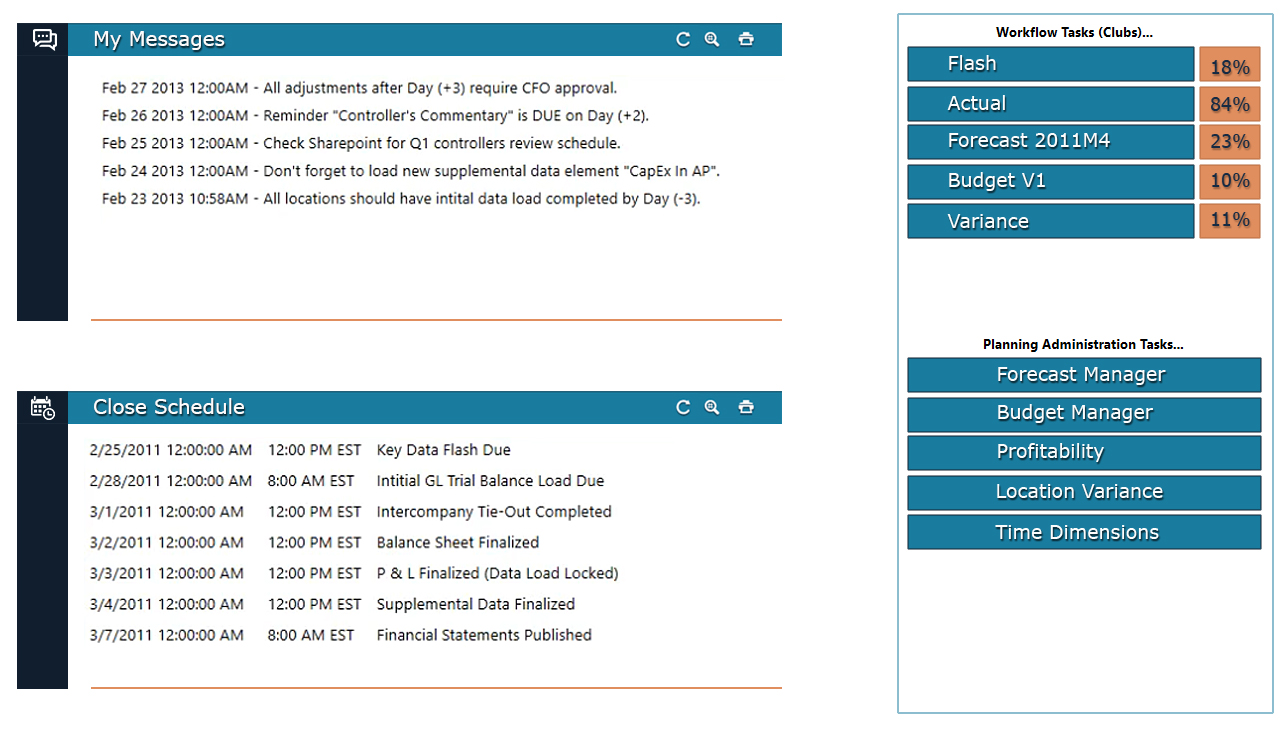 My Messages
Feb 27 2013 12:00AM - All adjustments after Day (+3) require CFO approval.
Feb 26 2013 12:00AM - Reminder "Controller's Commentary" is DUE on Day (+2).
Feb 25 2013 12:00AM - Check Sharepoint for Q1 controllers review schedule.
Feb 24 2013 12:00AM - Don't forget to load new supplemental data element "CapEx In AP".
Feb 23 2013 10:58AM - All locations should have intital data load completed by Day (-3).
Close Schedule
2/25/2011 12:00:00 AM 12:00 PM EST Key Data Flash Due
2/28/2011 12:00:00 AM 8:00 AM EST Intitial GL Trial Balance Load Due
3/1/2011 12:00:00 AM 12:00 PM EST Intercompany Tie-Out Completed
3/2/2011 12:00:00 AM 12:00 PM EST Balance Sheet Finalized
3/3/2011 12:00:00 AM 12:00 PM EST P & L Finalized (Data Load Locked)
3/4/2011 12:00:00 AM 12:00 PM EST Supplemental Data Finalized
3/7/2011 12:00:00 AM 8:00 AM EST Financial Statements Published
Workflow Tasks (Clubs)...
Flash 18%
Actual 84%
Forecast 2011M4 23%
Budget V1 10%
Variance 11%
Planning Administration Tasks...
Forecast Manager
Budget Manager
Profitability
Location Variance
Time Dimensions